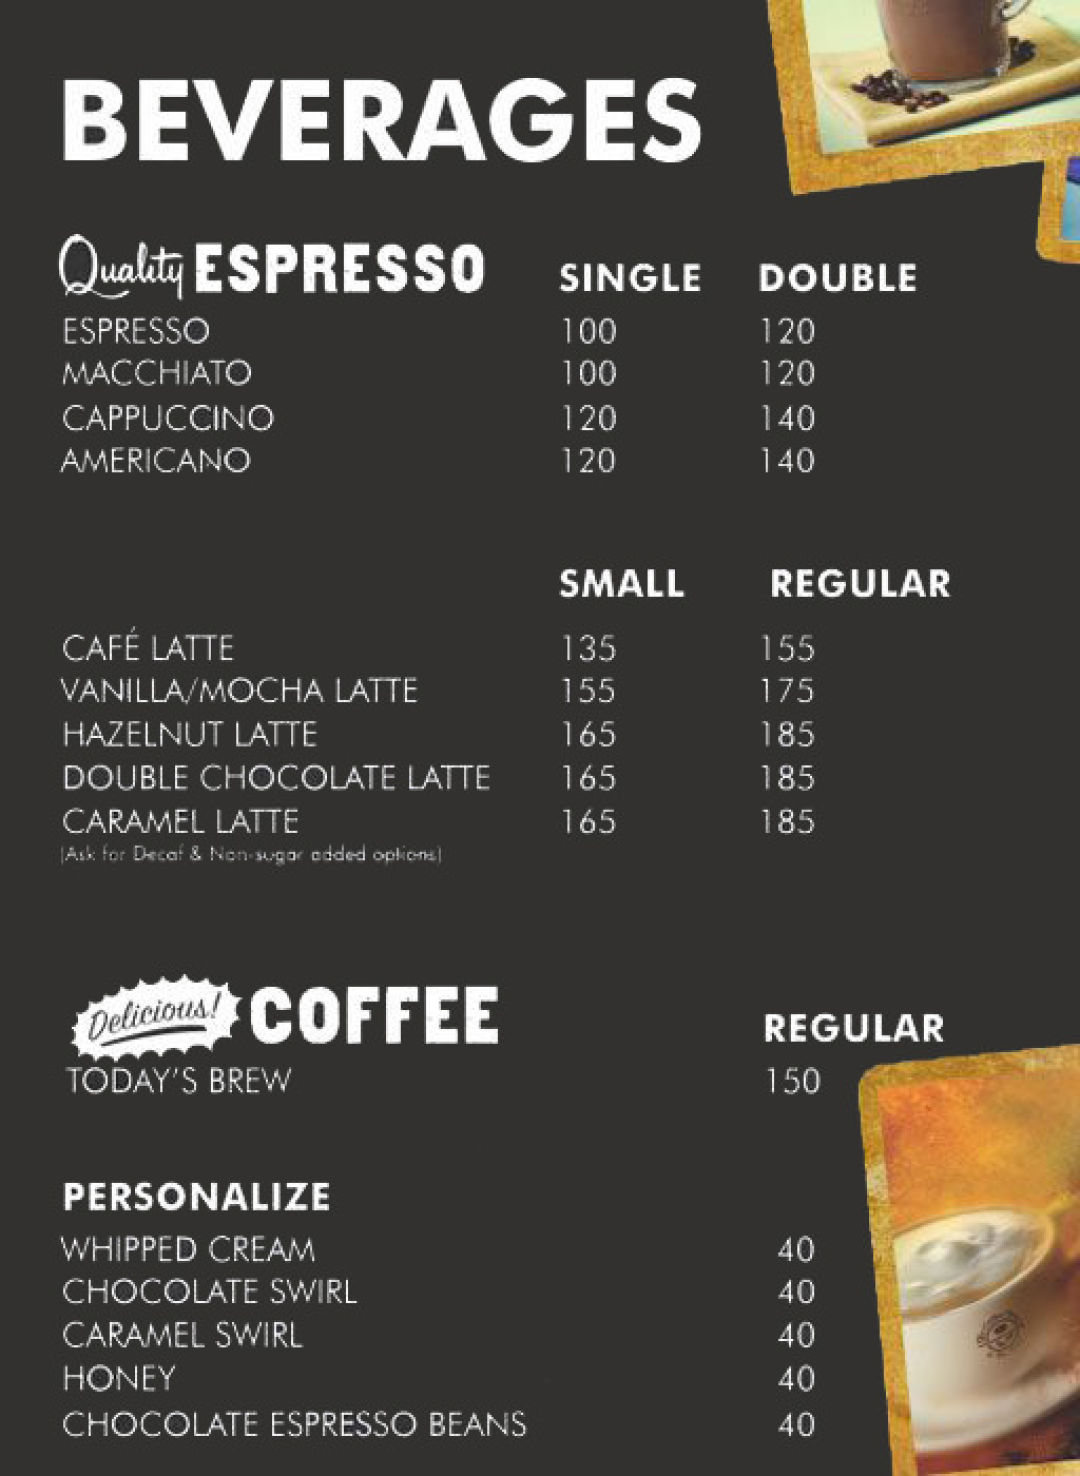 BEVERAGES
Quality ESPRESSO SINGLE DOUBLE
ESPRESSO 100 120
MACCHIATO 100 120
CAPPUCCINO 120 140
AMERICANO 120 140
SMALL REGULAR
CAFÉ LATTE 135 155
VANILLA/MOCHA LATTE 155 175
HAZELNUT LATTE 165 185
DOUBLE CHOCOLATE LATTE 165 185
CARAMEL LATTE 165 185
(Ask for Decaf & Non-sugar added options)
Delicious! COFFEE REGULAR
TODAY'S BREW 150
PERSONALIZE
WHIPPED CREAM 40
CHOCOLATE SWIRL 40
CARAMEL SWIRL 40
HONEY 40
CHOCOLATE ESPRESSO BEANS 40